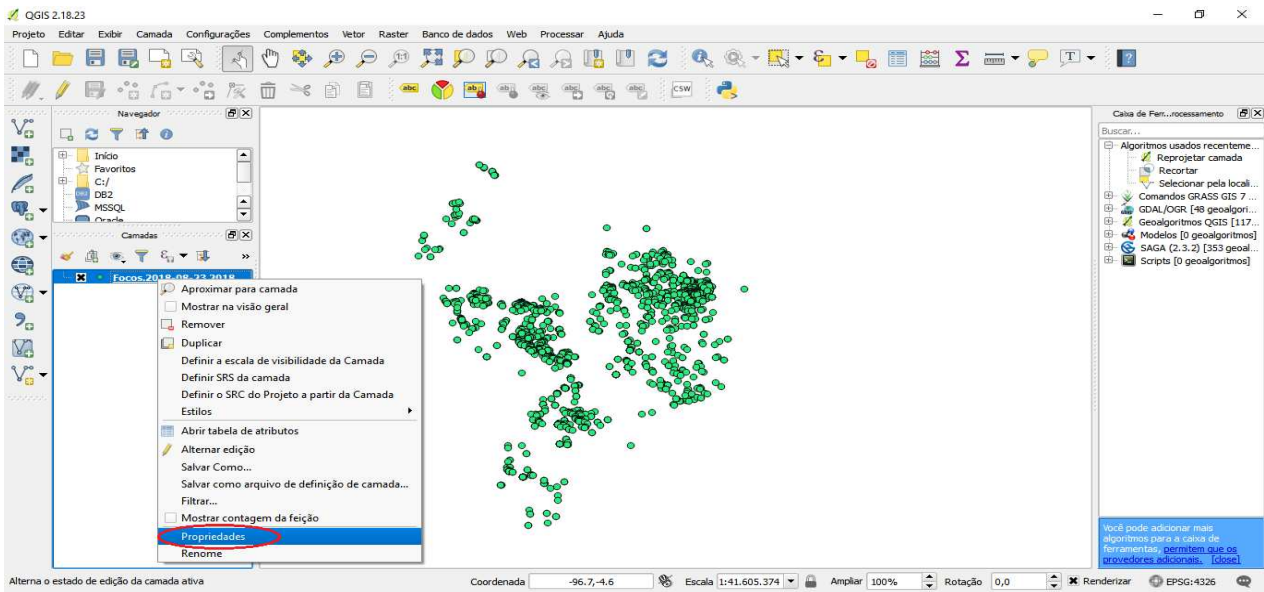 QGIS 2.18.23
Projeto Editar Exibir Camada Configurações Complementos Vetor Raster Banco de dados Web Processar Ajuda
abc
CSW
Navegador
Início
Favoritos
C:/
DB2
MSSQL
Oracle
Camadas
Focos.2018-08-23.2018
Aproximar para camada
Mostrar na visão geral
Remover
Duplicar
Definir a escala de visibilidade da Camada
Definir SRS da camada
Definir o SRC do Projeto a partir da Camada
Estilos
Abrir tabela de atributos
Alternar edição
Salvar Como...
Salvar como arquivo de definição de camada...
Filtrar...
Mostrar contagem da feição
Propriedades
Renome
Caixa de Ferr...rocessamento
Buscar...
Algoritmos usados recenteme...
Reprojetar camada
Recortar
Selecionar pela locali...
Comandos GRASS GIS 7 ...
GDAL/OGR [48 geoalgori...
Geoalgoritmos QGIS [117...
Modelos [0 geoalgoritmos]
SAGA (2.3.2) [353 geoal...
Scripts [0 geoalgoritmos]
Você pode adicionar mais
algoritmos para a caixa de
ferramentas, permitem que os
provedores adicionais. [close]
Alterna o estado de edição da camada ativa
Coordenada -96.7,-4.6 Escala 1:41.605.374 Ampliar 100% Rotação 0,0 Renderizar EPSG:4326